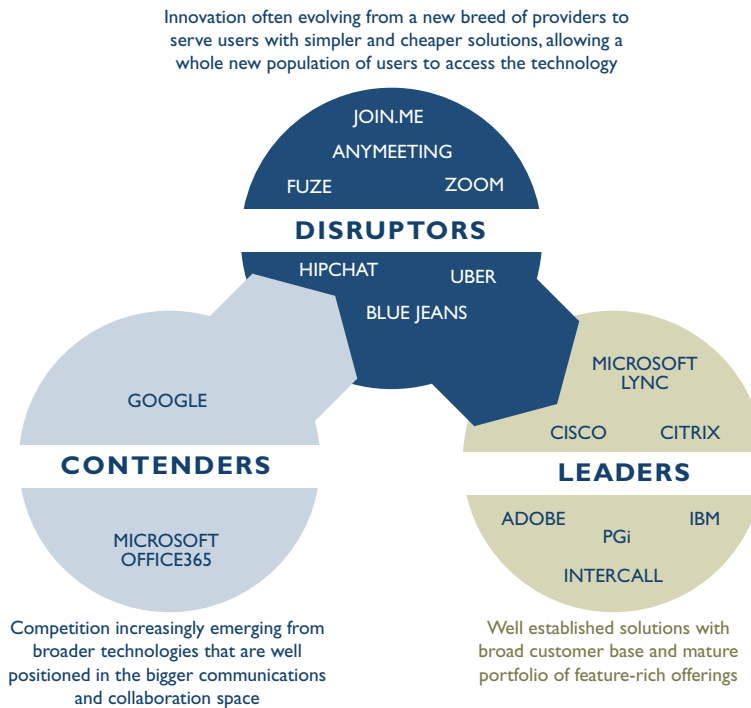 Innovation often evolving from a new breed of providers to
serve users with simpler and cheaper solutions, allowing a
whole new population of users to access the technology
JOIN.ME
ANYMEETING
FUZE ZOOM
DISRUPTORS
HIPCHAT UBER
BLUE JEANS
GOOGLE
CONTENDERS
MICROSOFT
OFFICE365
Competition increasingly emerging from
broader technologies that are well
positioned in the bigger communications
and collaboration space
MICROSOFT
LYNC
CISCO CITRIX
LEADERS
ADOBE IBM
PGi
INTERCALL
Well established solutions with
broad customer base and mature
portfolio of feature-rich offerings